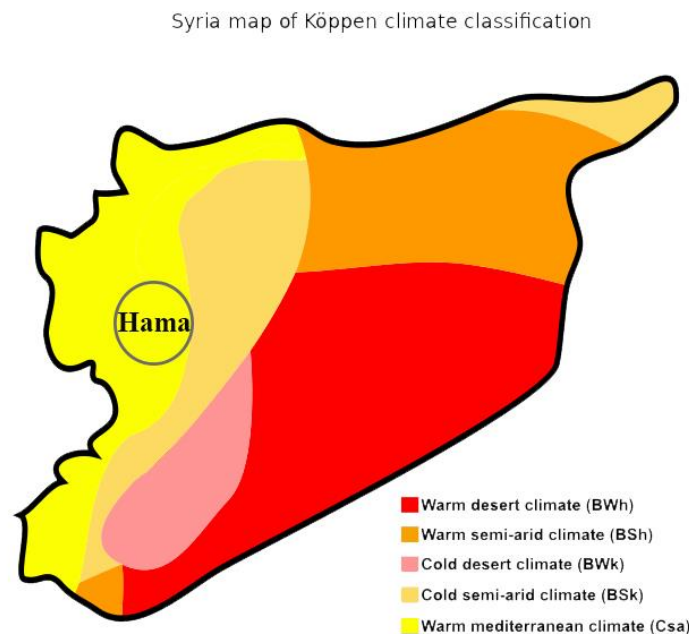 Syria map of Köppen climate classification
Hama
Warm desert climate (BWh)
Warm semi-arid climate (BSh)
Cold desert climate (BWk)
Cold semi-arid climate (BSk)
Warm mediterranean climate (Csa)